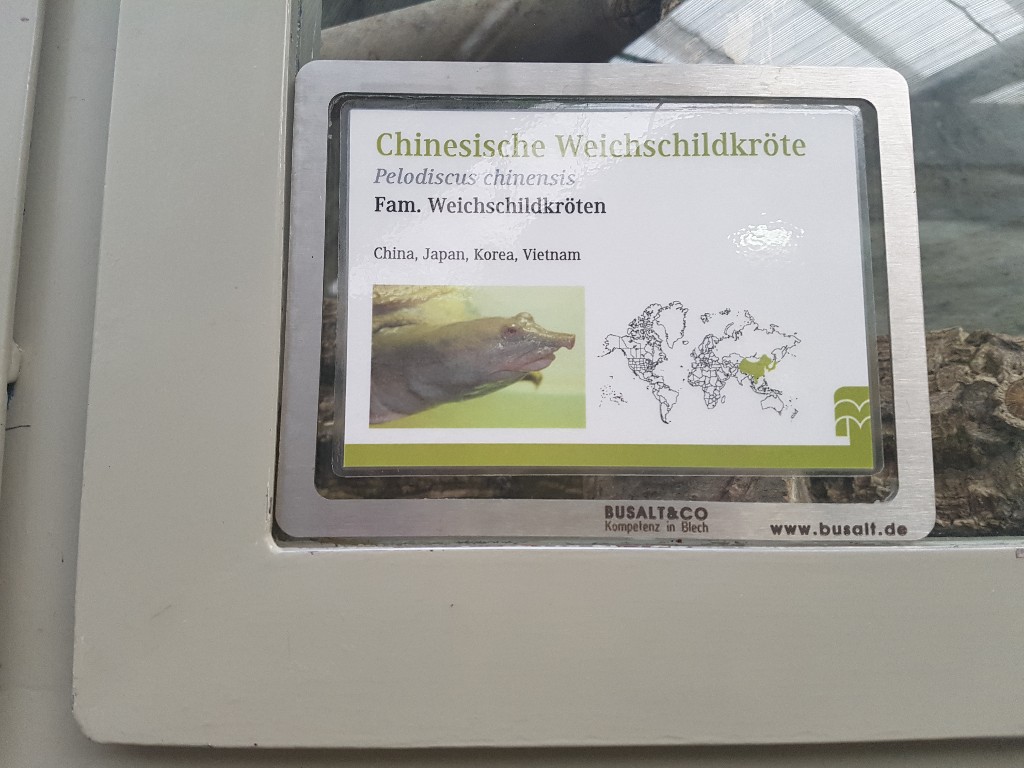 Chinesische Weichschildkröte
Pelodiscus chinensis
Fam. Weichschildkröten
China, Japan, Korea, Vietnam
BUSALT&CO
Kompetenz in Blech
www.busalt.de